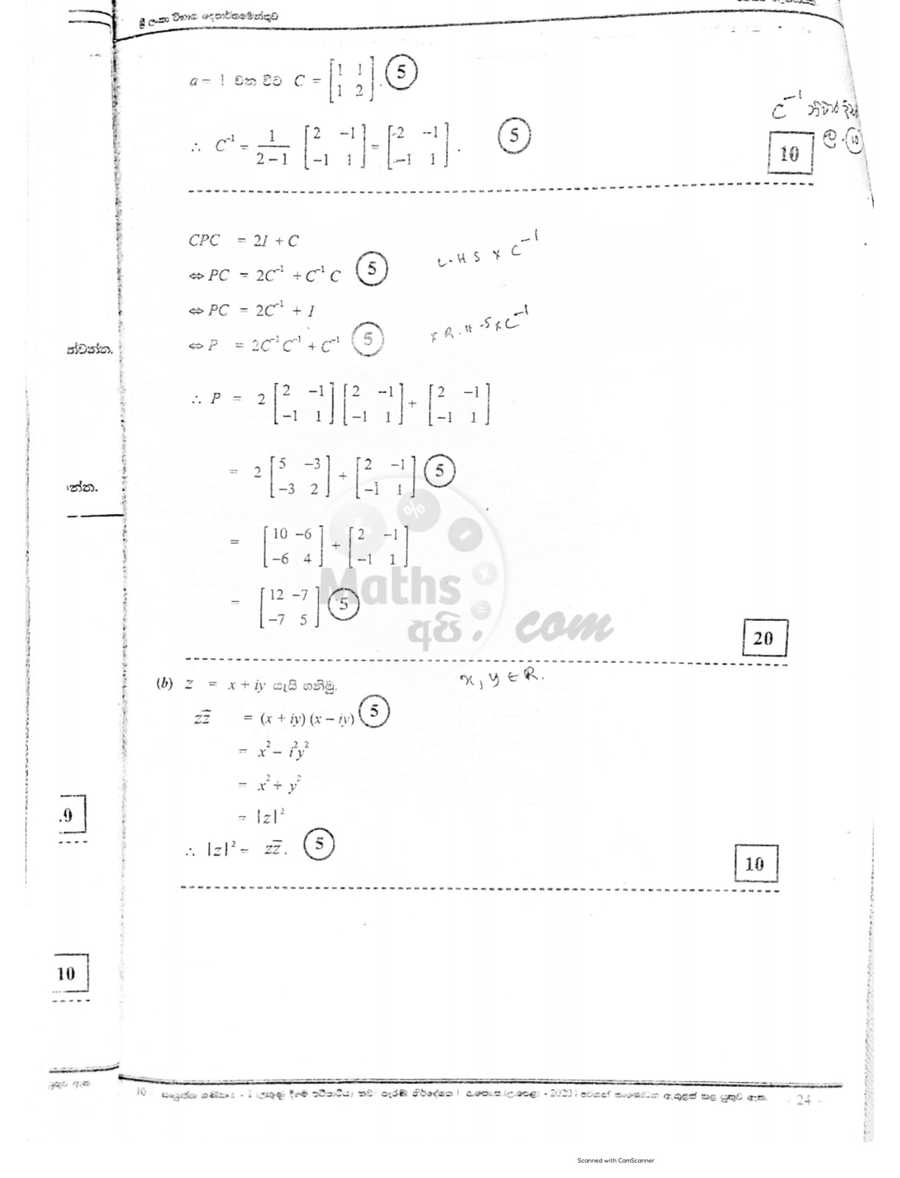 ශ්‍රී ලංකා විභාග දෙපාර්තමේන්තුව
a = 1 වන විට C = [1 1; 1 2]. (5)
C⁻¹
∴ C⁻¹ = 1/(2 − 1) [2 −1; −1 1] = [2 −1; −1 1]. (5)
10
CPC = 2I + C
L.H.S × C⁻¹
⇔ PC = 2C⁻¹ + C⁻¹C (5)
⇔ PC = 2C⁻¹ + I
× R.H.S × C⁻¹
⇔ P = 2C⁻¹C⁻¹ + C⁻¹ (5)
∴ P = 2 [2 −1; −1 1] [2 −1; −1 1] + [2 −1; −1 1]
= 2 [5 −3; −3 2] + [2 −1; −1 1] (5)
= [10 −6; −6 4] + [2 −1; −1 1]
= [12 −7; −7 5] (5)
Maths
අපි. com
20
(b) z = x + iy යැයි ගනිමු.
x, y ∈ R.
zz̅ = (x + iy) (x − iy) (5)
= x² − i²y²
= x² + y²
= |z|²
∴ |z|² = zz̅. (5)
10
.0
10
10
- 24 -
Scanned with CamScanner